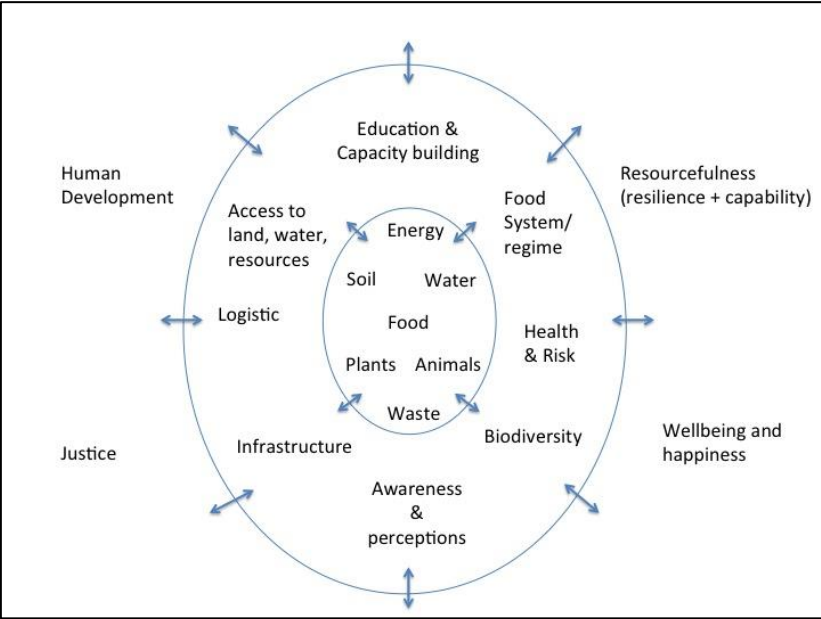 Education &
Capacity building
Human
Development
Resourcefulness
(resilience + capability)
Access to
land, water,
resources
Food
System/
regime
Energy
Soil
Water
Logistic
Food
Health
& Risk
Plants
Animals
Waste
Infrastructure
Biodiversity
Justice
Wellbeing and
happiness
Awareness
&
perceptions